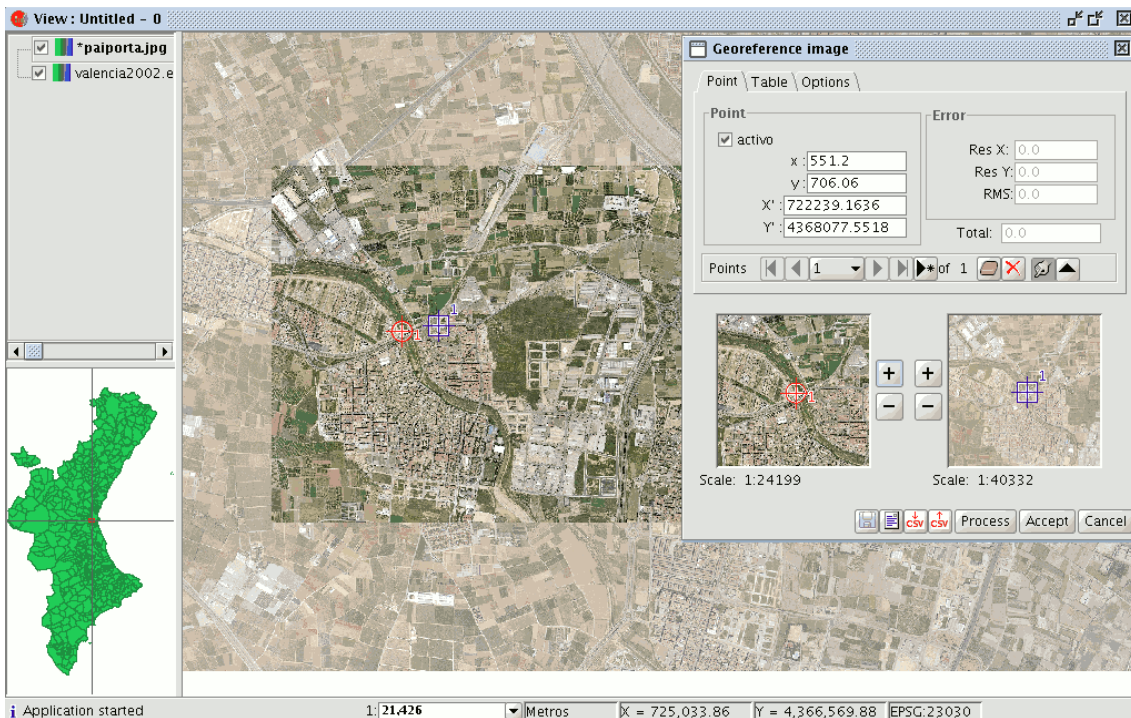 View : Untitled - 0
*paiporta.jpg
valencia2002.e
1
1
Georeference image
Point Table Options
Point
activo
x : 551.2
y : 706.06
X' : 722239.1636
Y' : 4368077.5518
Error
Res X: 0.0
Res Y: 0.0
RMS: 0.0
Total: 0.0
Points 1 of 1
1
1
+ +
− −
Scale: 1:24199
Scale: 1:40332
CSV CSV Process Accept Cancel
i Application started 1: 21.426 Metros X = 725,033.86 Y = 4,366,569.88 EPSG:23030